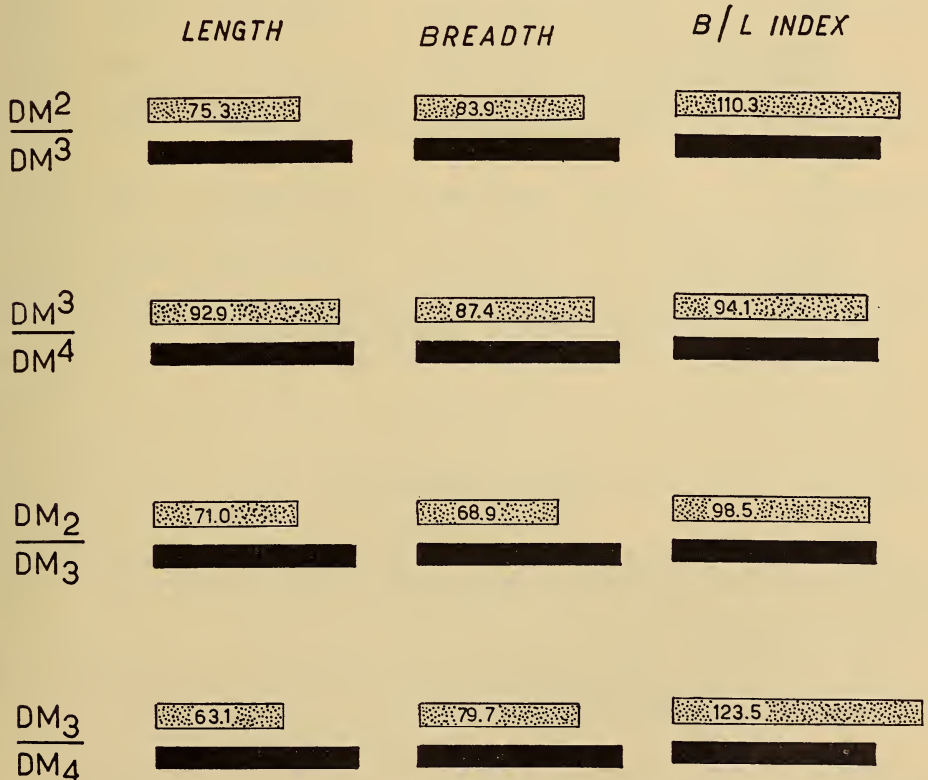 LENGTH BREADTH B/L INDEX
DM² 75.3 83.9 110.3
DM³
DM³ 92.9 87.4 94.1
DM⁴
DM₂ 71.0 68.9 98.5
DM₃
DM₃ 63.1 79.7 123.5
DM₄